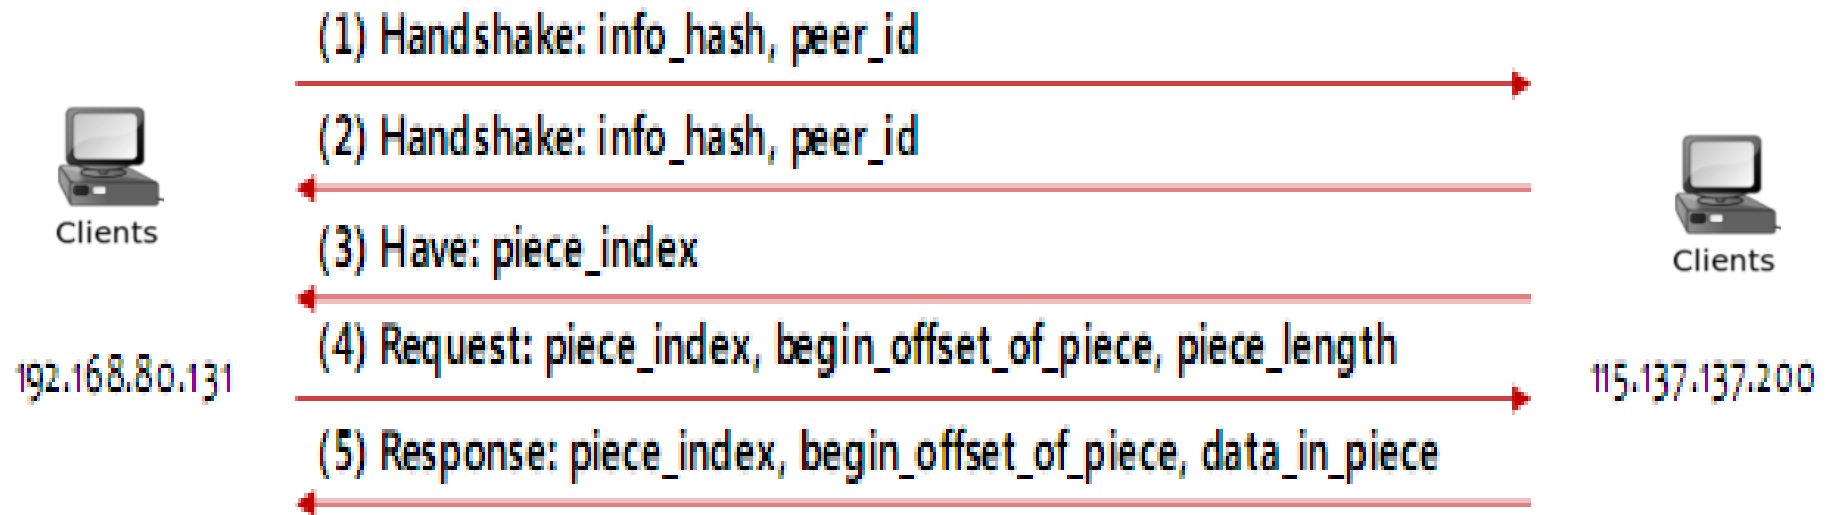 (1) Handshake: info_hash, peer_id
(2) Handshake: info_hash, peer_id
Clients
(3) Have: piece_index
Clients
(4) Request: piece_index, begin_offset_of_piece, piece_length
192.168.80.131
115.137.137.200
(5) Response: piece_index, begin_offset_of_piece, data_in_piece